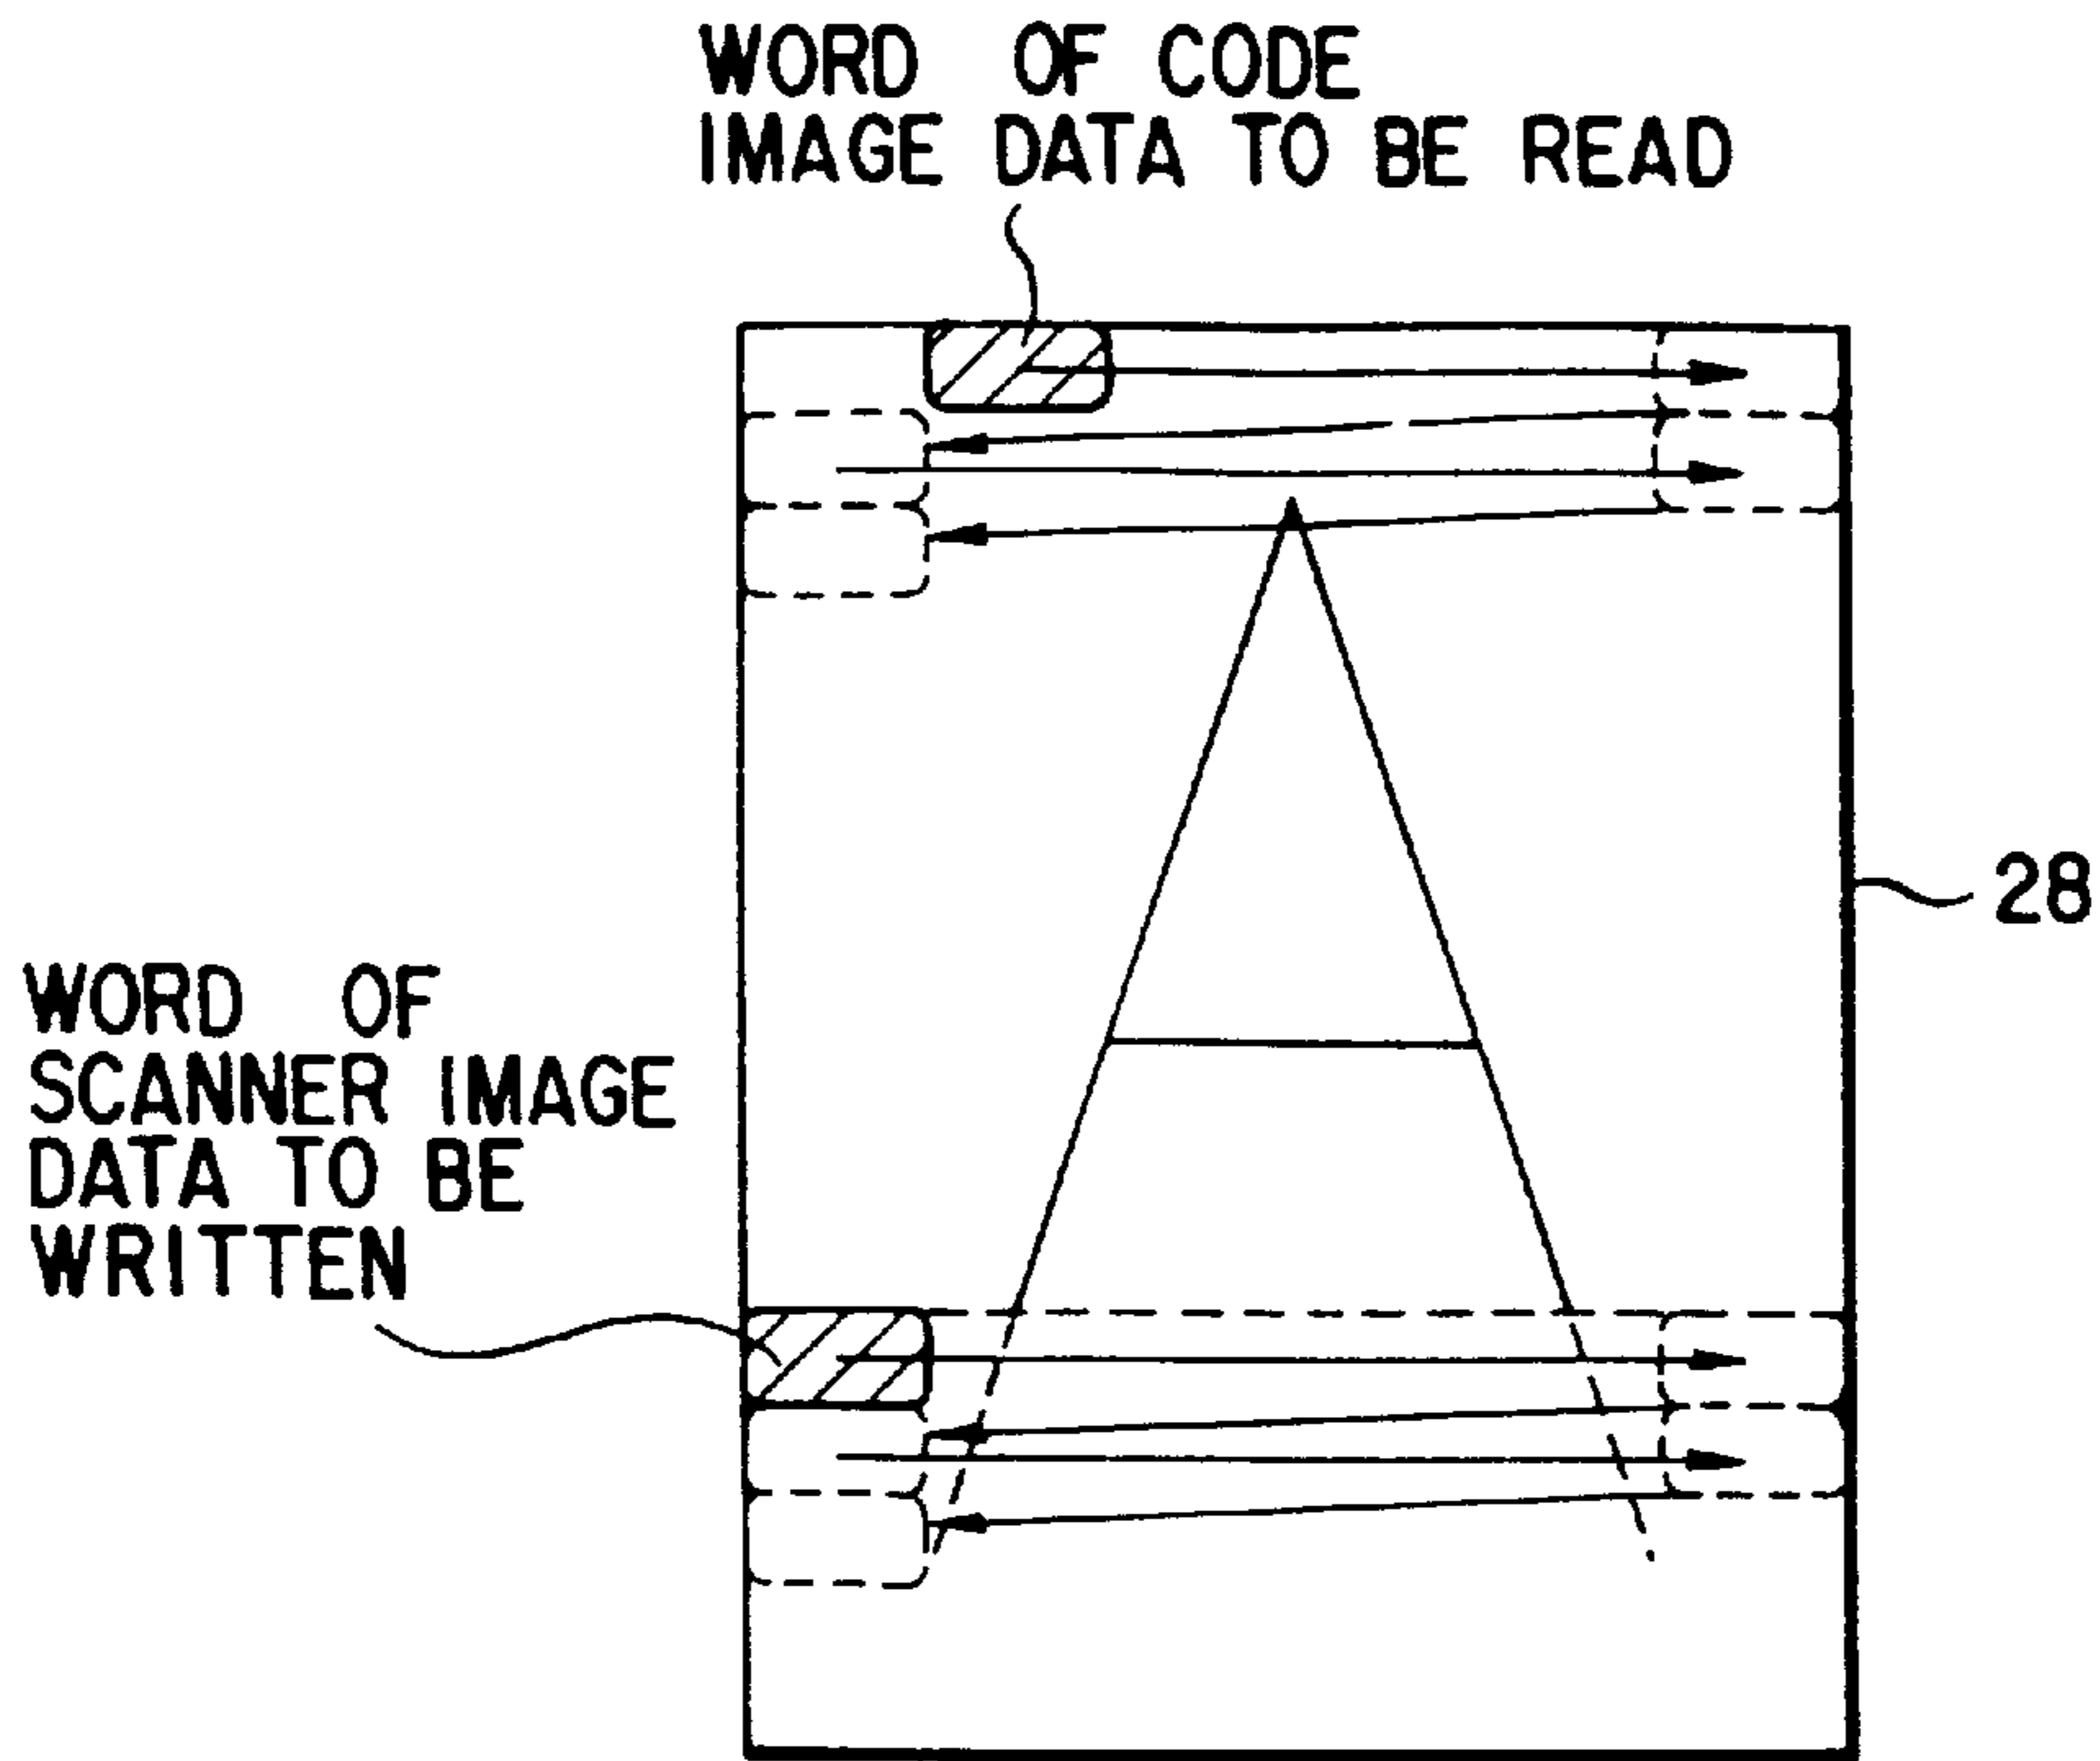 WORD OF CODE
IMAGE DATA TO BE READ
28
WORD OF
SCANNER IMAGE
DATA TO BE
WRITTEN